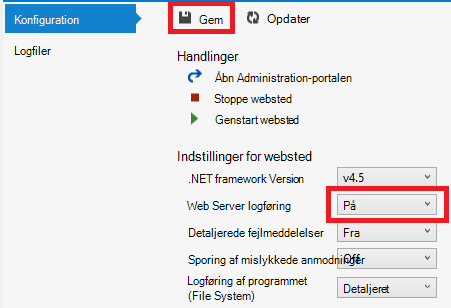 Konfiguration
Logfiler
Gem
Opdater
Handlinger
Åbn Administration-portalen
Stoppe websted
Genstart websted
Indstillinger for websted
.NET framework Version
v4.5
Web Server logføring
På
Detaljerede fejlmeddelelser
Fra
Sporing af mislykkede anmodninger
Off
Logføring af programmet
(File System)
Detaljeret